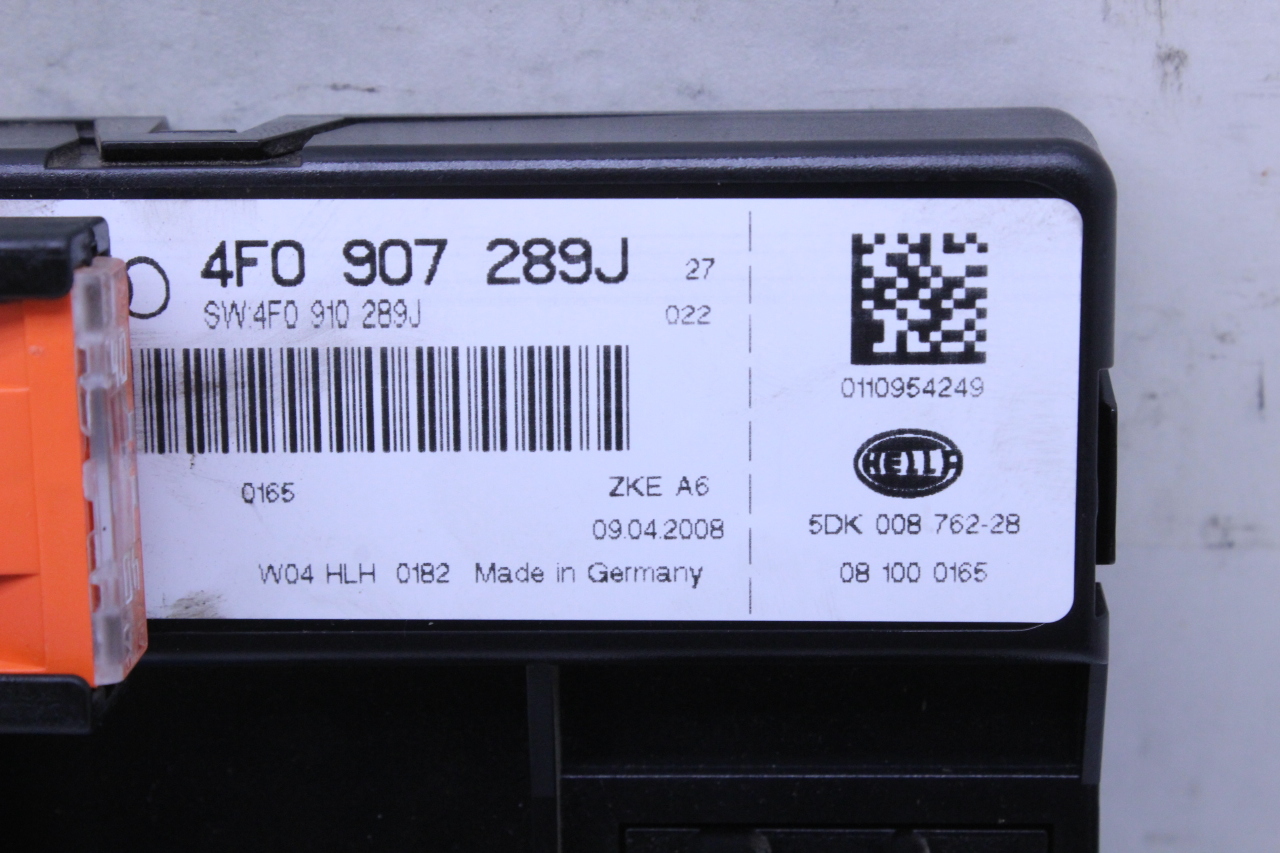 4F0 907 289J 27
SW:4F0 910 289J 022
0165
ZKE A6
09.04.2008
W04 HLH 0182 Made in Germany
0110954249
HELLA
5DK 008 762-28
08 100 0165